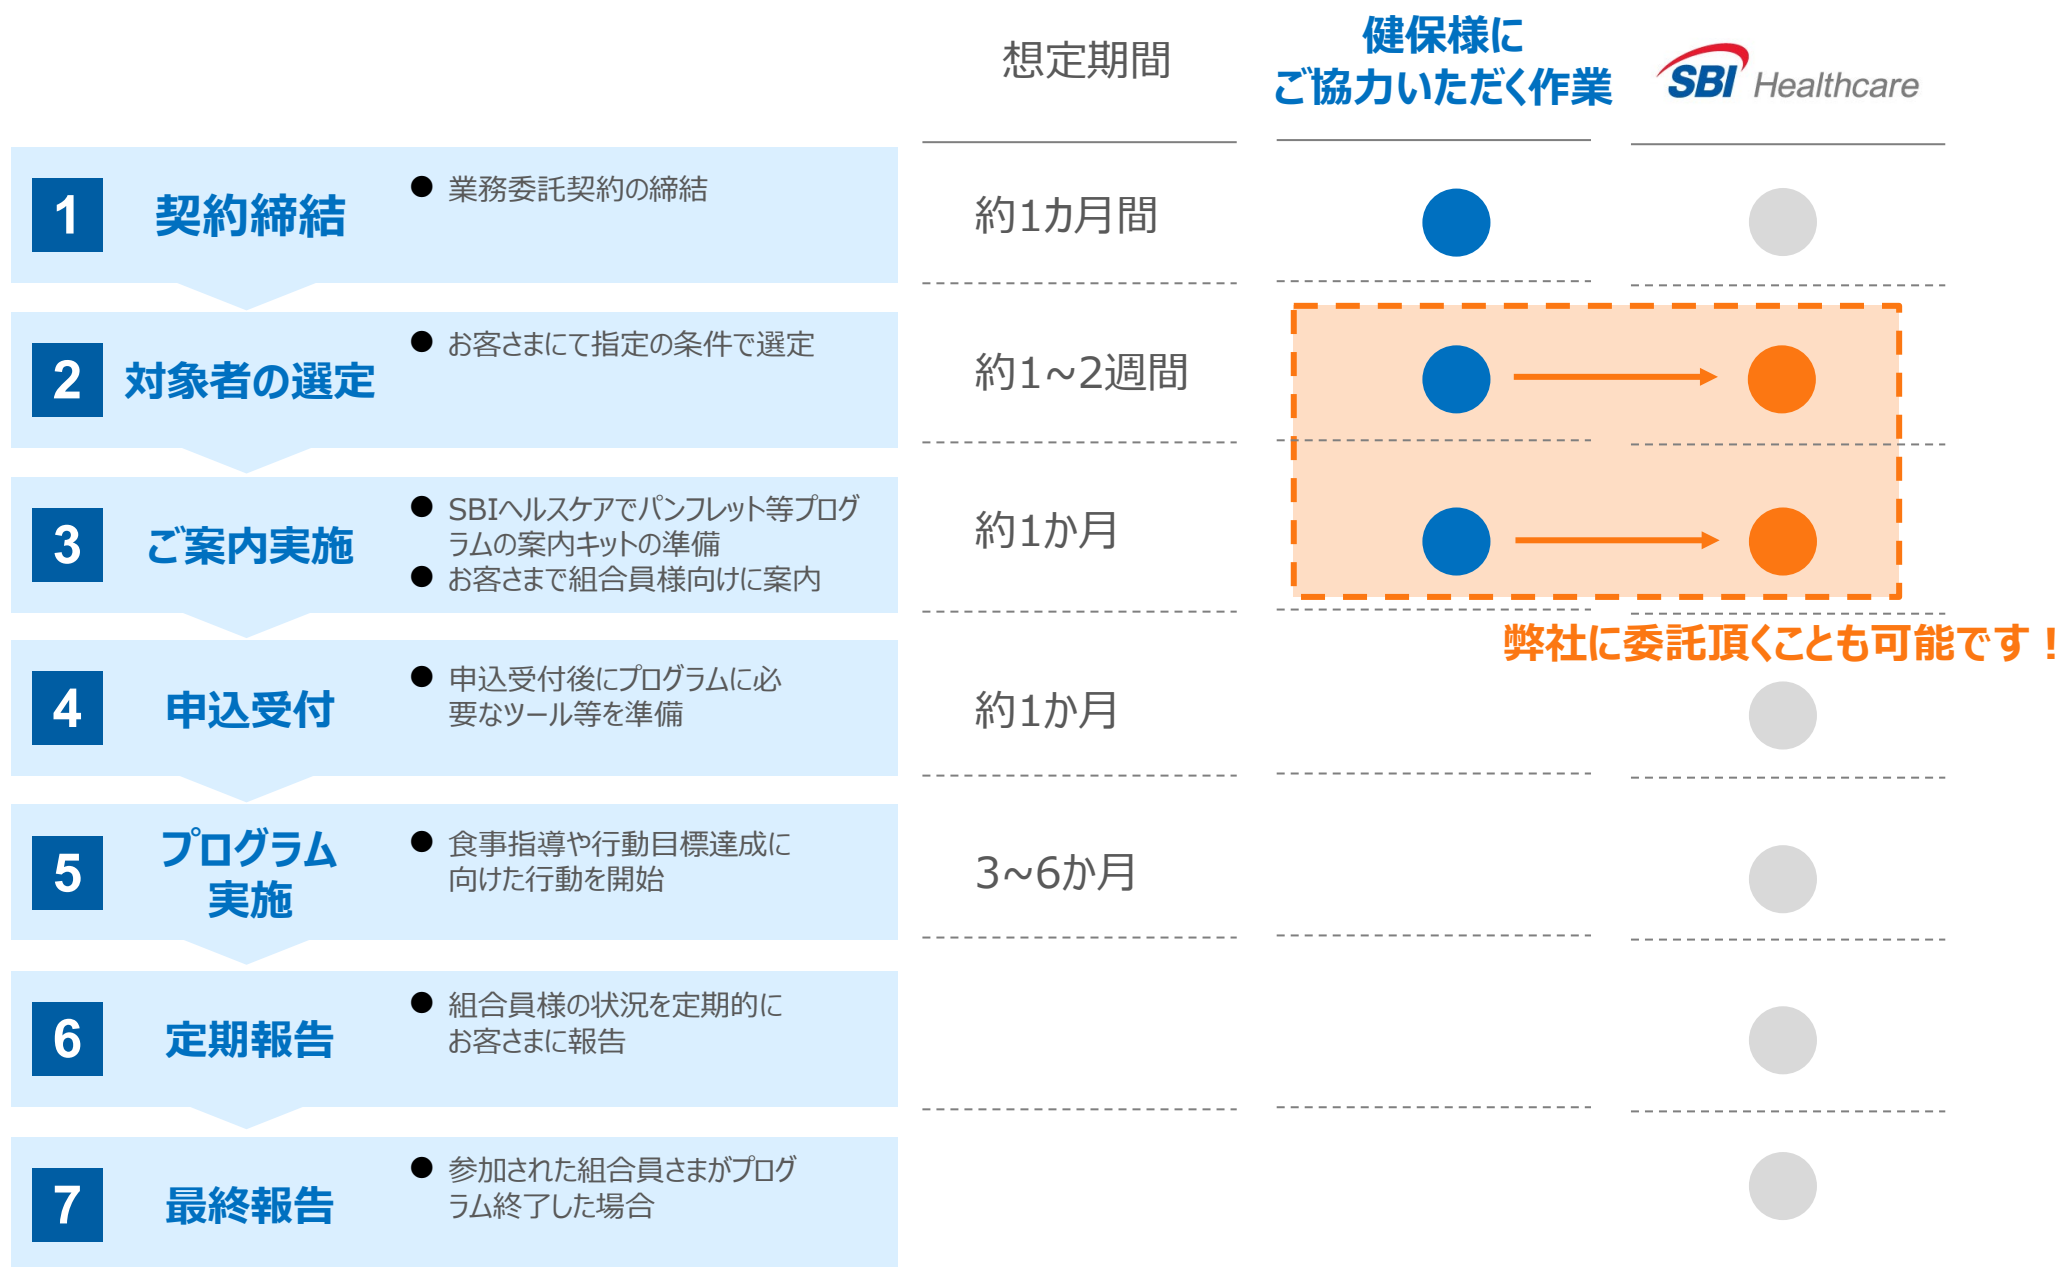 想定期間
健保様に
ご協力いただく作業
SBI Healthcare
1
契約締結
● 業務委託契約の締結
約1カ月間
2
対象者の選定
● お客さまにて指定の条件で選定
約1~2週間
3
ご案内実施
● SBIヘルスケアでパンフレット等プログ
ラムの案内キットの準備
● お客さまで組合員様向けに案内
約1か月
弊社に委託頂くことも可能です！
4
申込受付
● 申込受付後にプログラムに必
要なツール等を準備
約1か月
5
プログラム
実施
● 食事指導や行動目標達成に
向けた行動を開始
3~6か月
6
定期報告
● 組合員様の状況を定期的に
お客さまに報告
7
最終報告
● 参加された組合員さまがプログ
ラム終了した場合